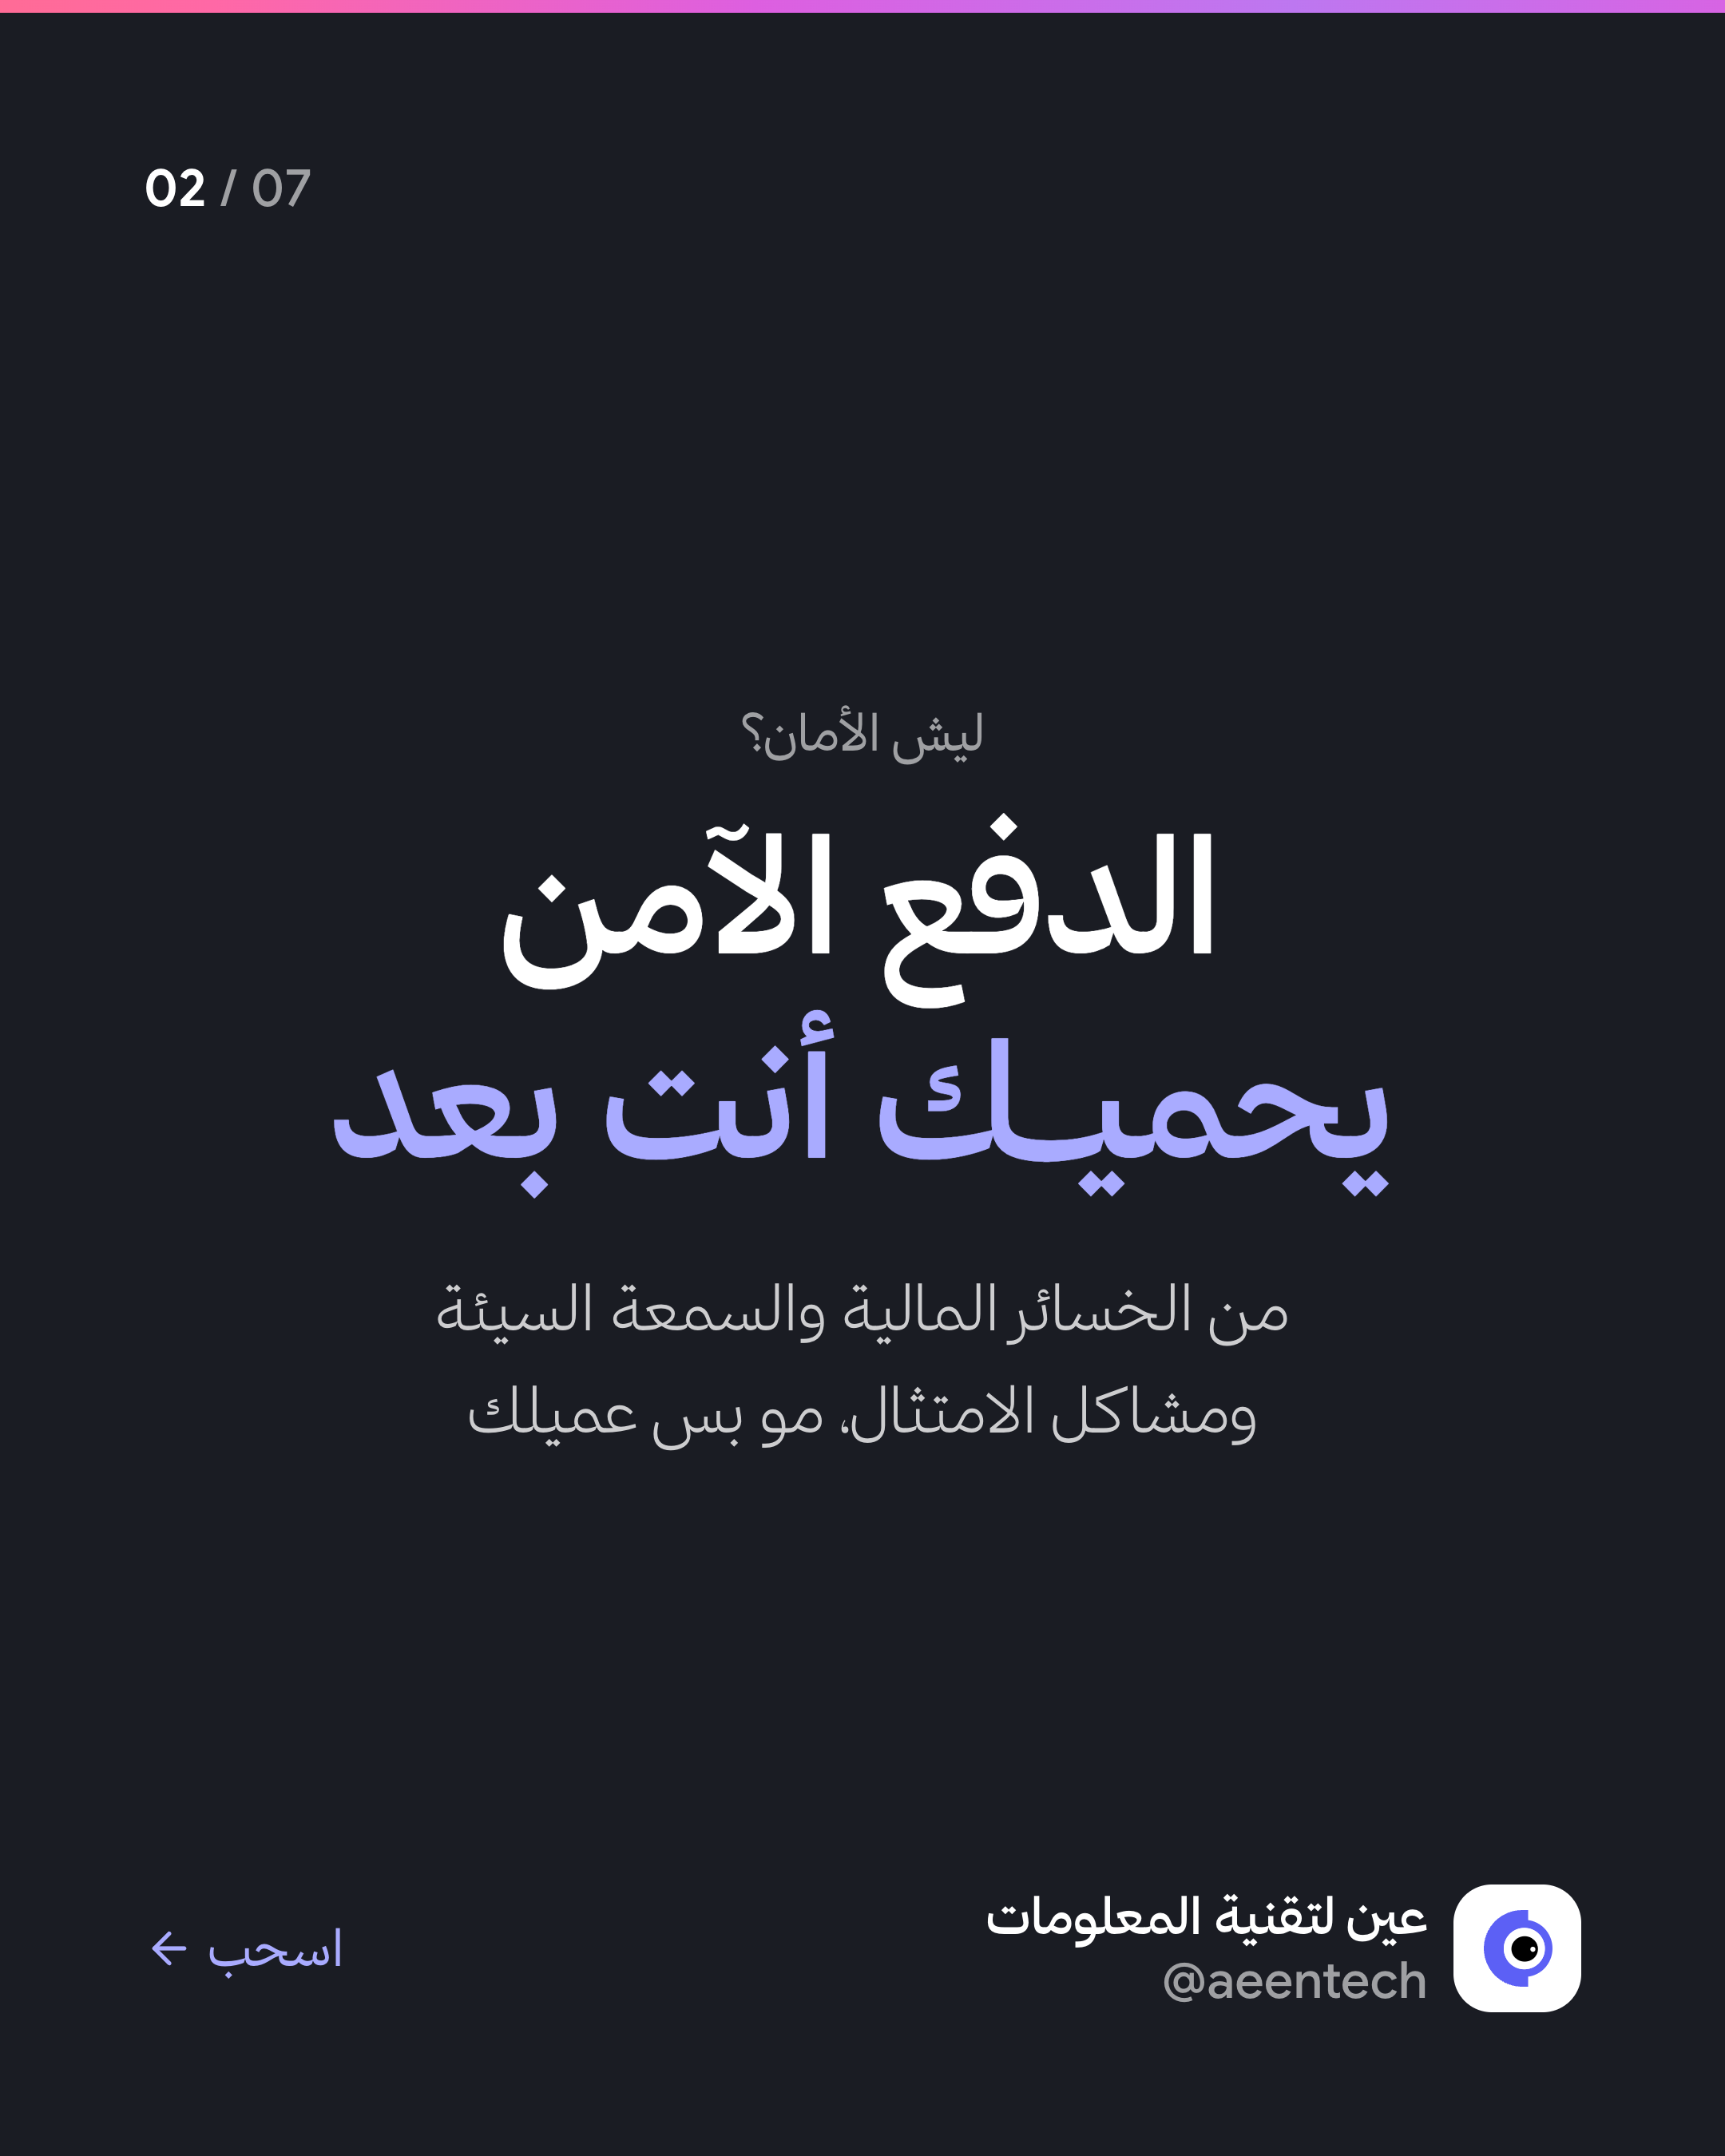 02 / 07
ليش الأمان؟
الدفع الآمن
يحميك أنت بعد
من الخسائر المالية والسمعة السيئة
ومشاكل الامتثال، مو بس عميلك
عين لتقنية المعلومات
@aeentech
اسحب ←